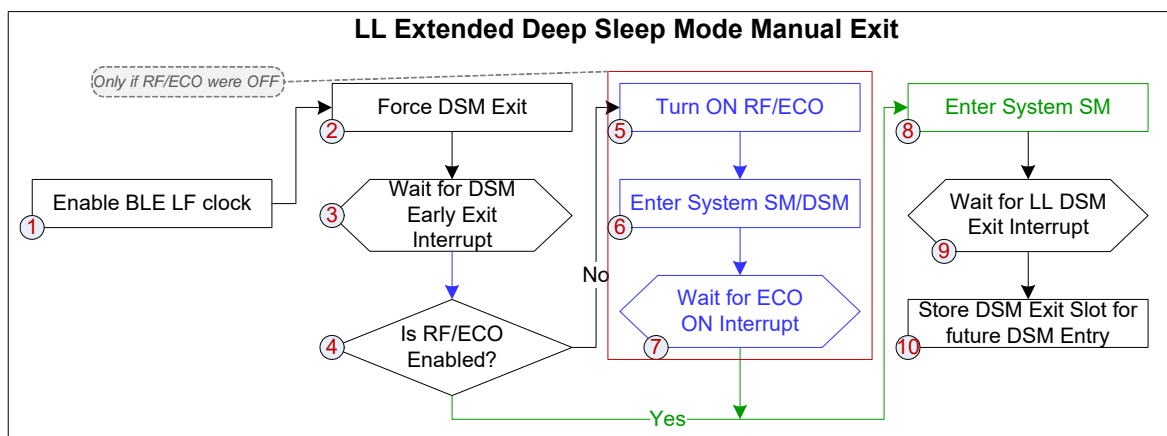 LL Extended Deep Sleep Mode Manual Exit
Only if RF/ECO were OFF
Enable BLE LF clock
1
Force DSM Exit
2
Wait for DSM
Early Exit
Interrupt
3
Is RF/ECO
Enabled?
4
No
Yes
Turn ON RF/ECO
5
Enter System SM/DSM
6
Wait for ECO
ON Interrupt
7
Enter System SM
8
Wait for LL DSM
Exit Interrupt
9
Store DSM Exit Slot for
future DSM Entry
10